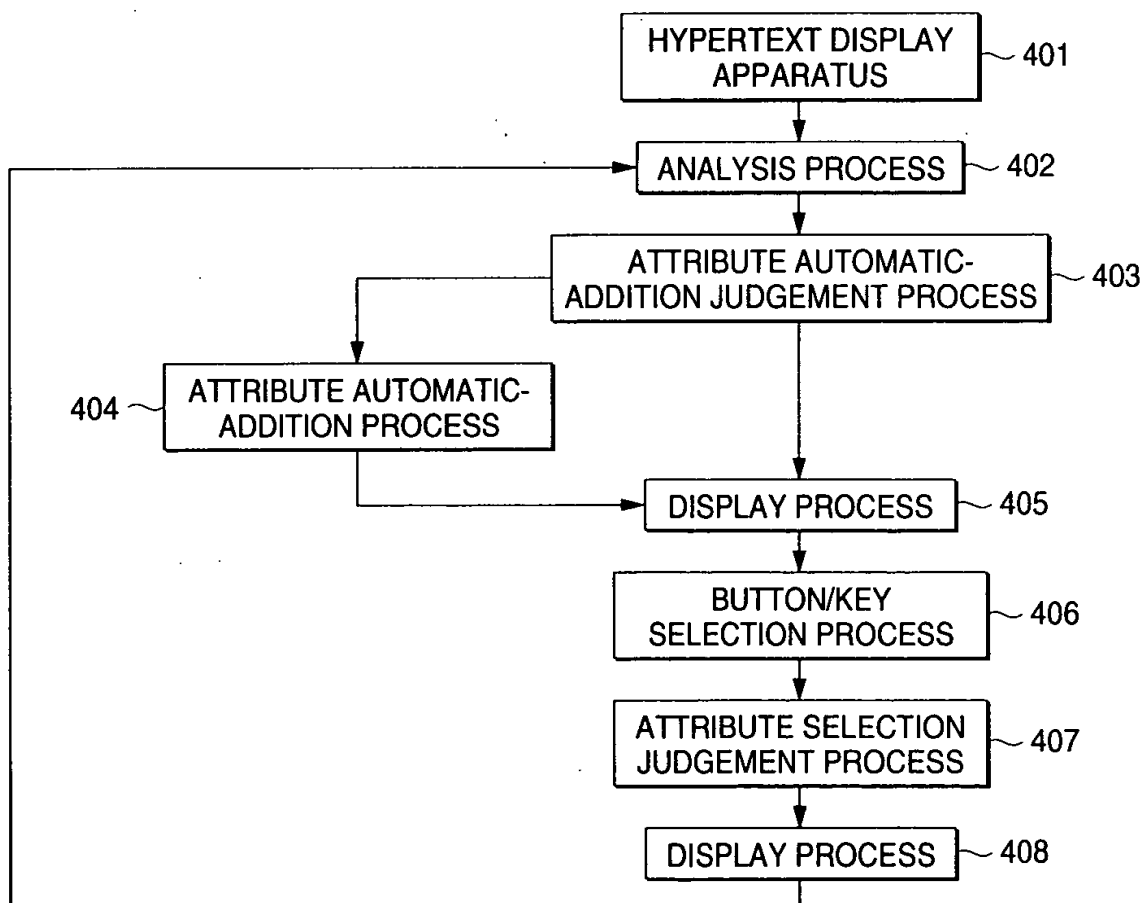 HYPERTEXT DISPLAY
APPARATUS
401
ANALYSIS PROCESS
402
ATTRIBUTE AUTOMATIC-
ADDITION JUDGEMENT PROCESS
403
404
ATTRIBUTE AUTOMATIC-
ADDITION PROCESS
DISPLAY PROCESS
405
BUTTON/KEY
SELECTION PROCESS
406
ATTRIBUTE SELECTION
JUDGEMENT PROCESS
407
DISPLAY PROCESS
408